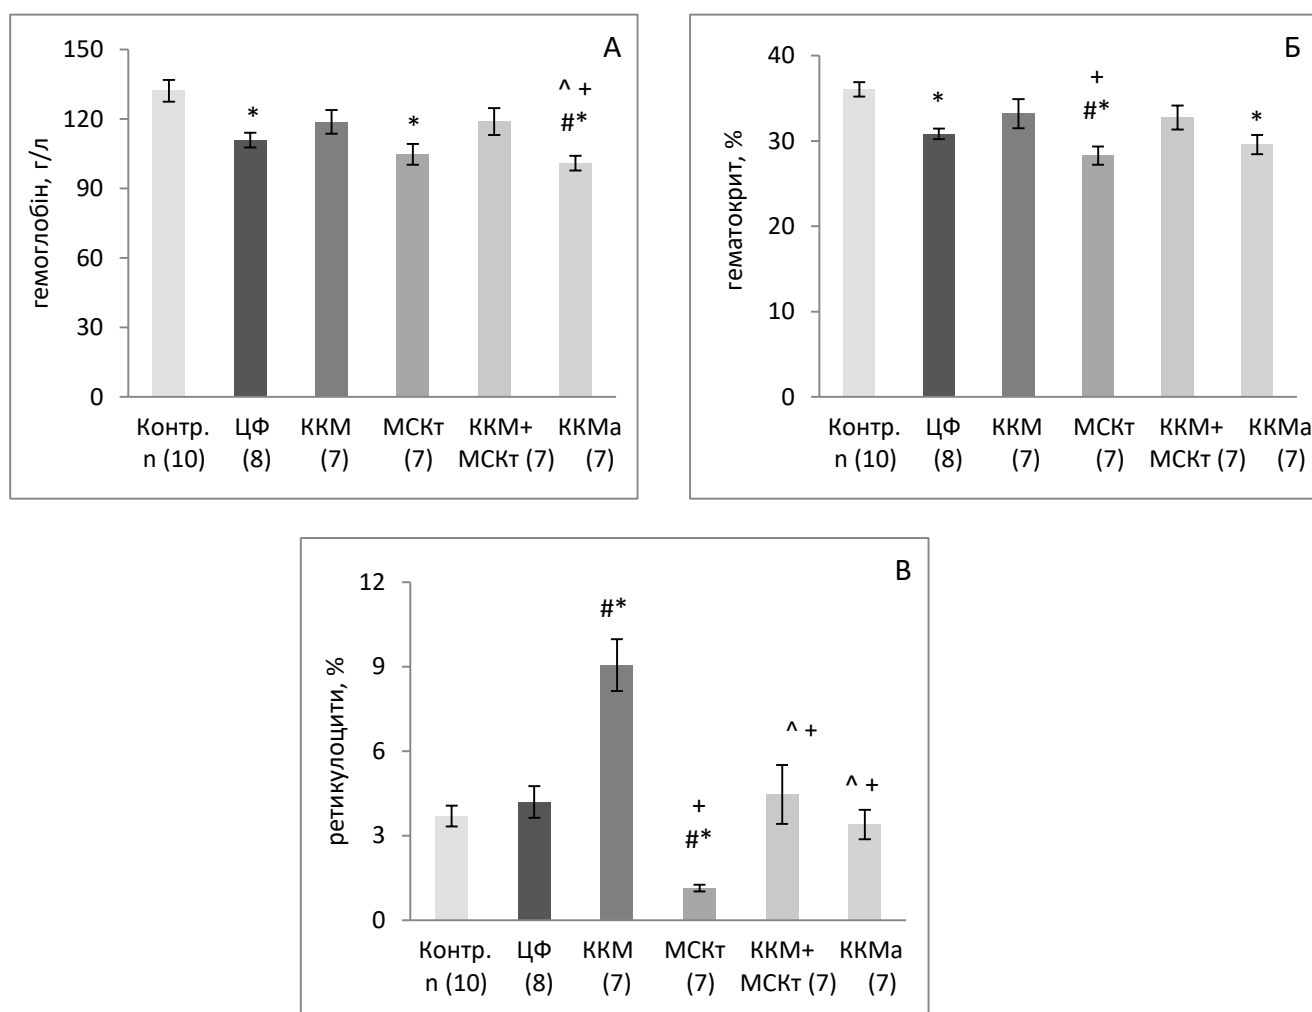 А
гемоглобін, г/л
150
120
90
60
30
0
*
*
^ +
#*
Контр. ЦФ ККМ МСКт ККМ+ ККМа
n (10) (8) (7) (7) МСКт (7) (7)
Б
гематокрит, %
40
30
20
10
0
*
+
#*
*
Контр. ЦФ ККМ МСКт ККМ+ ККМа
n (10) (8) (7) (7) МСКт (7) (7)
В
ретикулоцити, %
12
9
6
3
0
#*
+
#*
^ +
^ +
Контр. ЦФ ККМ МСКт ККМ+ ККМа
n (10) (8) (7) (7) МСКт (7) (7)